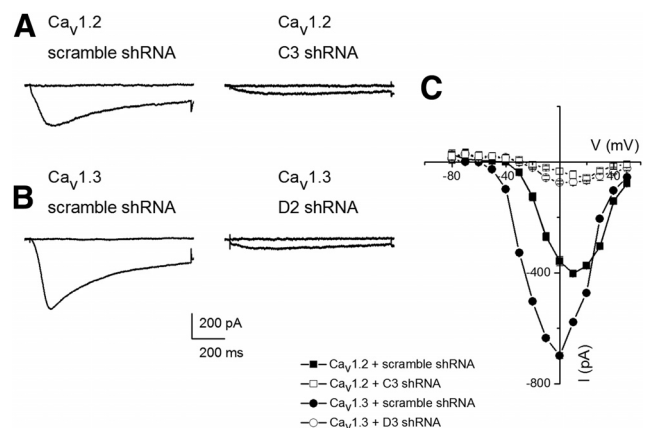 A
Cav1.2
scramble shRNA
Cav1.2
C3 shRNA
B
Cav1.3
scramble shRNA
Cav1.3
D2 shRNA
200 pA
200 ms
C
V (mV)
-80
-40
40
-400
-800
I (pA)
Cav1.2 + scramble shRNA
Cav1.2 + C3 shRNA
Cav1.3 + scramble shRNA
Cav1.3 + D3 shRNA